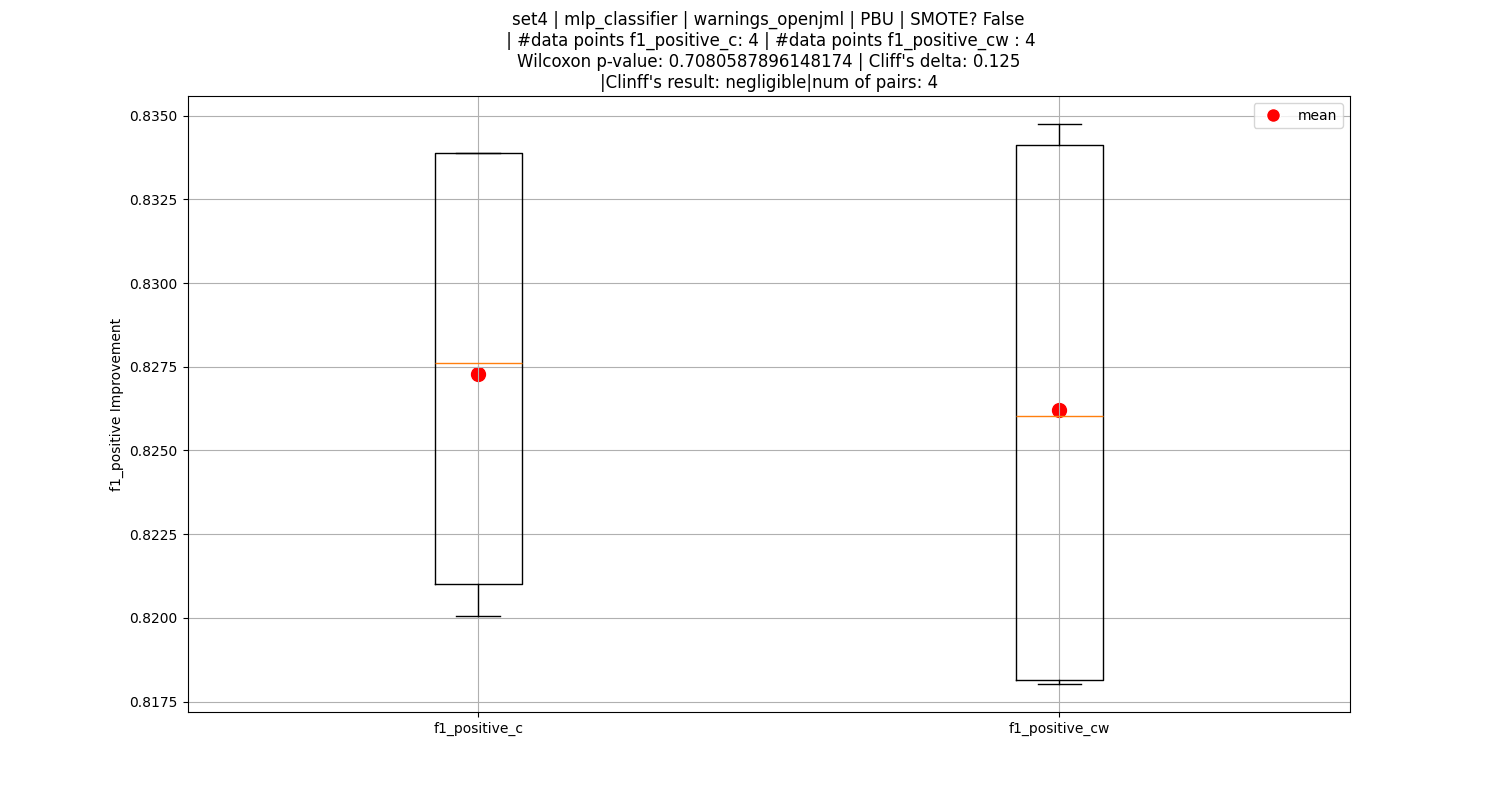 set4 | mlp_classifier | warnings_openjml | PBU | SMOTE? False
| #data points f1_positive_c: 4 | #data points f1_positive_cw : 4
Wilcoxon p-value: 0.7080587896148174 | Cliff's delta: 0.125
|Clinff's result: negligible|num of pairs: 4
mean
0.8350
0.8325
0.8300
0.8275
0.8250
0.8225
0.8200
0.8175
f1_positive Improvement
f1_positive_c
f1_positive_cw